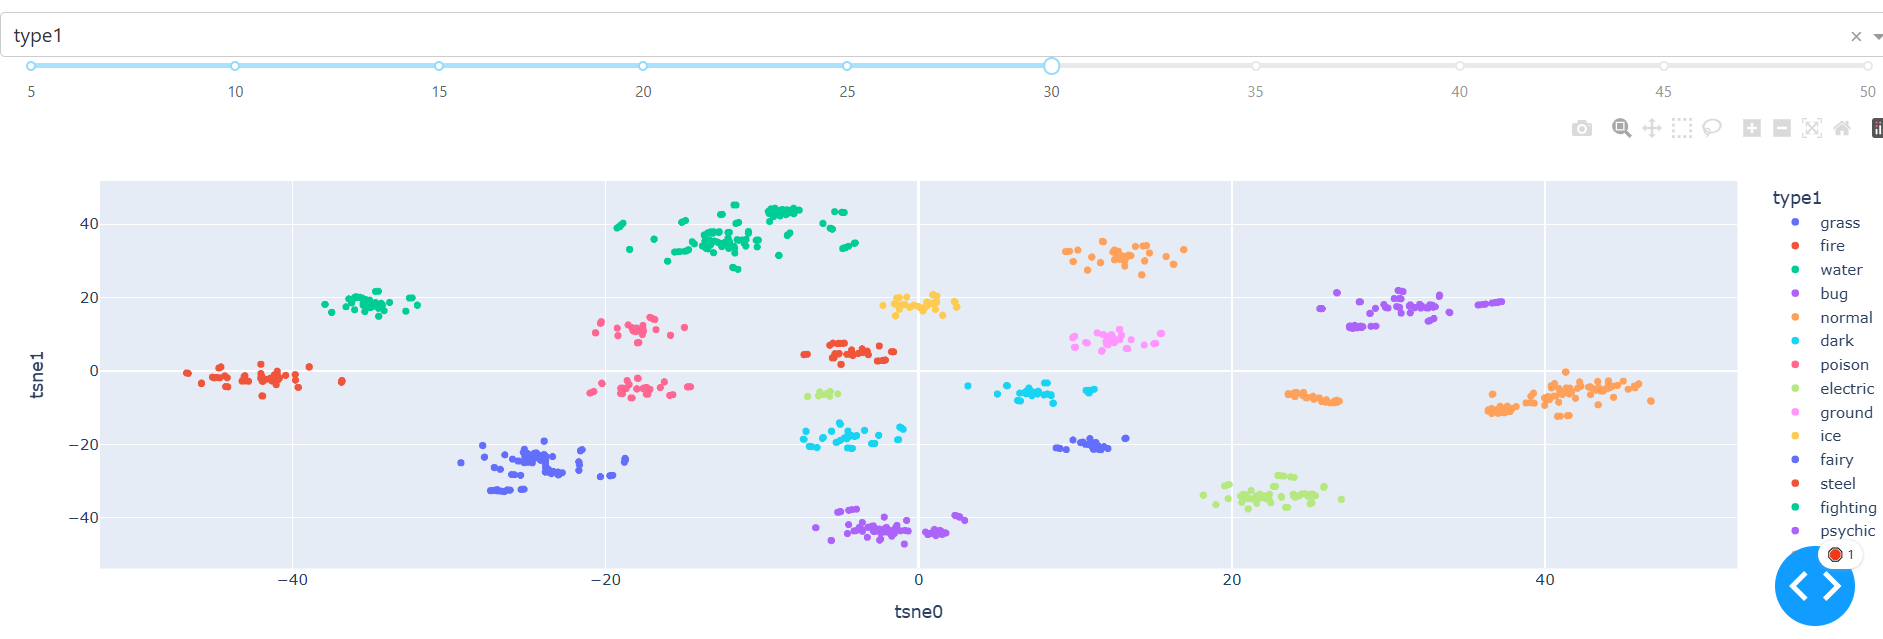 type1
5 10 15 20 25 30 35 40 45 50
type1
grass
fire
water
bug
normal
dark
poison
electric
ground
ice
fairy
steel
fighting
psychic
1
40
20
0
−20
−40
tsne1
−40 −20 0 20 40
tsne0